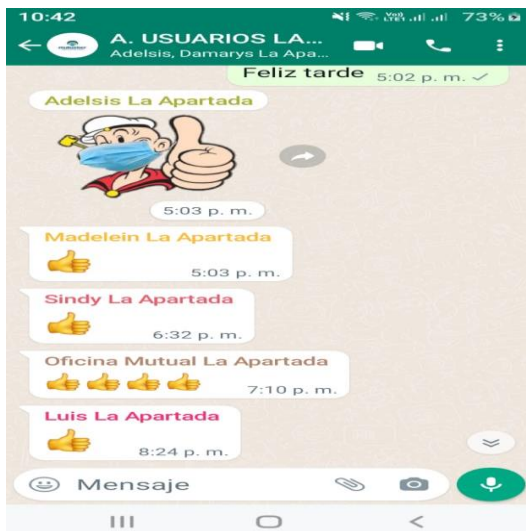 10:42
73%
A. USUARIOS LA...
Adelsis, Damarys La Apa...
Feliz tarde 5:02 p. m.
Adelsis La Apartada
5:03 p. m.
Madelein La Apartada
5:03 p. m.
Sindy La Apartada
6:32 p. m.
Oficina Mutual La Apartada
7:10 p. m.
Luis La Apartada
8:24 p. m.
Mensaje